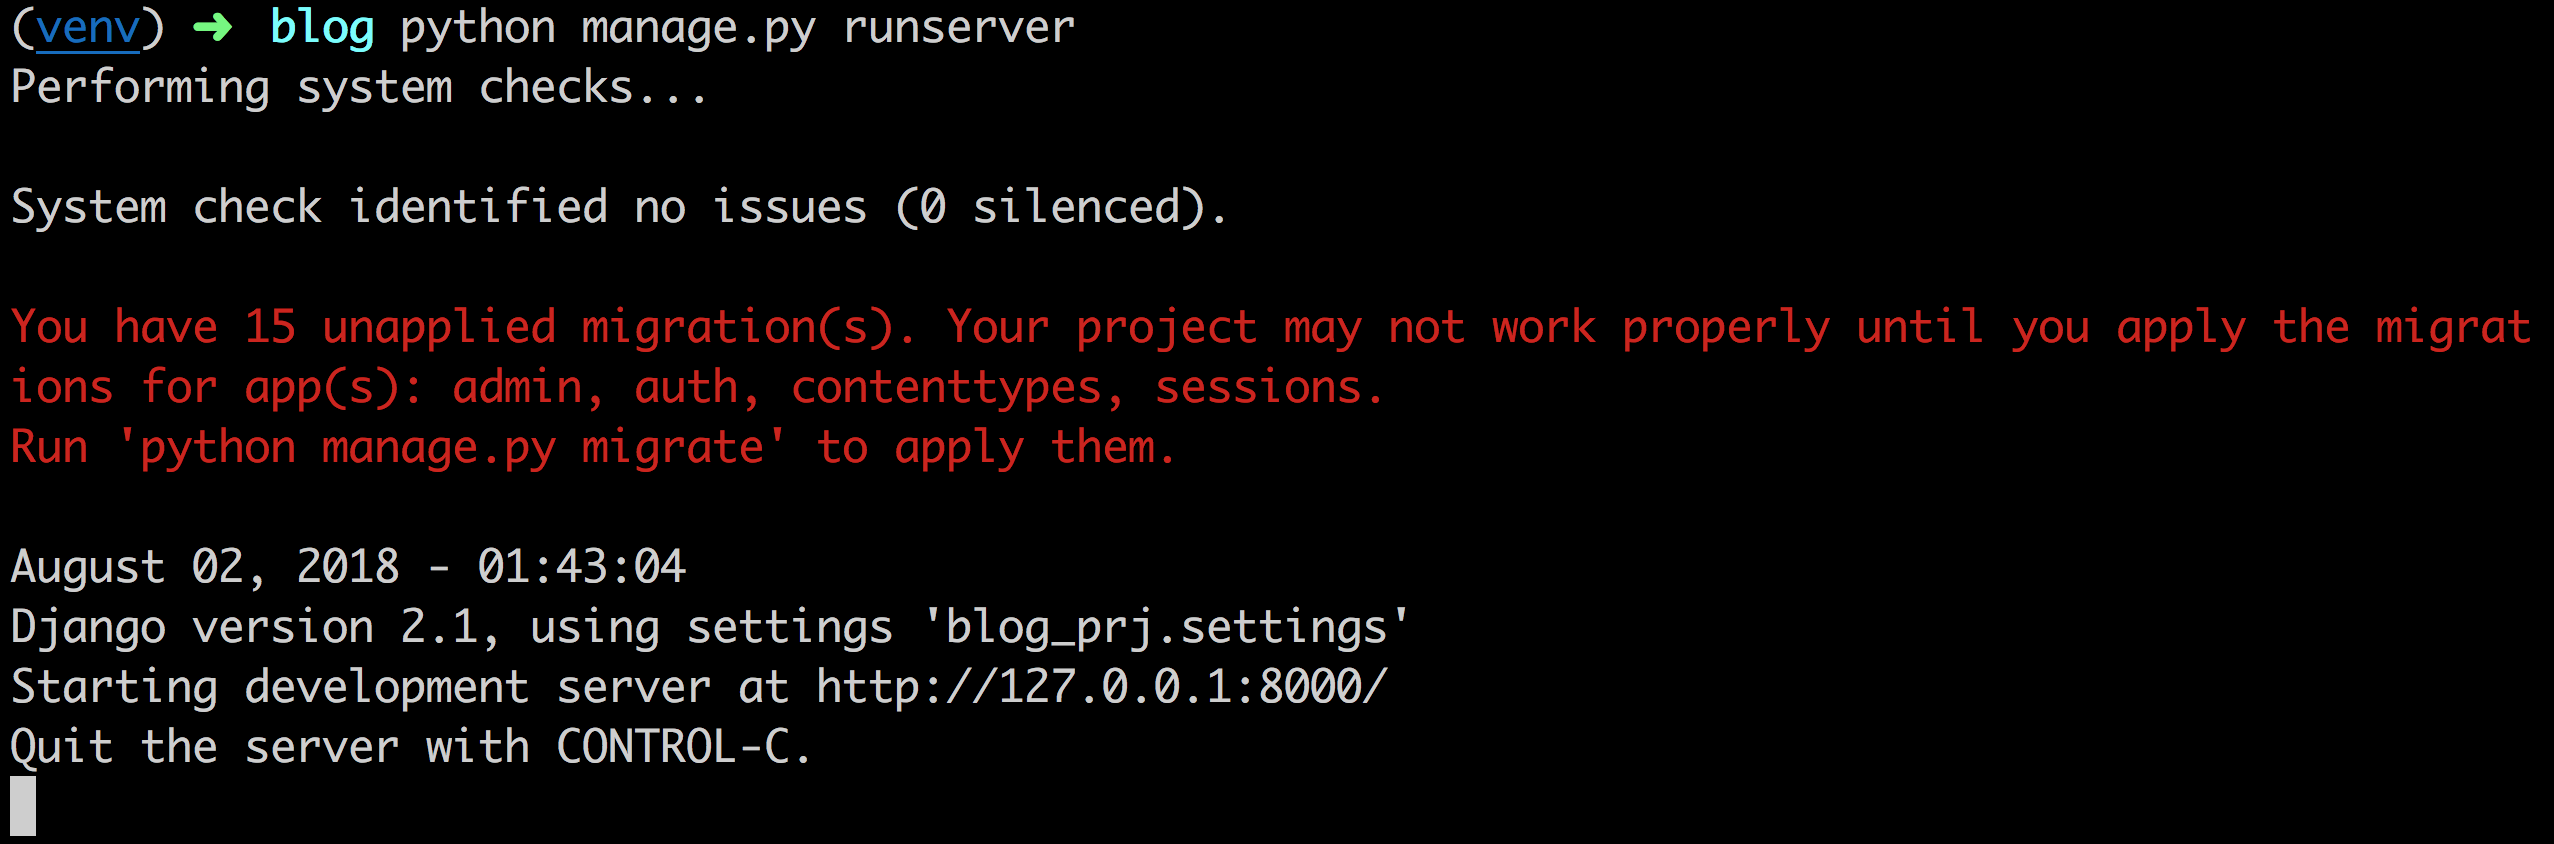 (venv) ➜ blog python manage.py runserver
Performing system checks...
System check identified no issues (0 silenced).
You have 15 unapplied migration(s). Your project may not work properly until you apply the migrat
ions for app(s): admin, auth, contenttypes, sessions.
Run 'python manage.py migrate' to apply them.
August 02, 2018 - 01:43:04
Django version 2.1, using settings 'blog_prj.settings'
Starting development server at http://127.0.0.1:8000/
Quit the server with CONTROL-C.